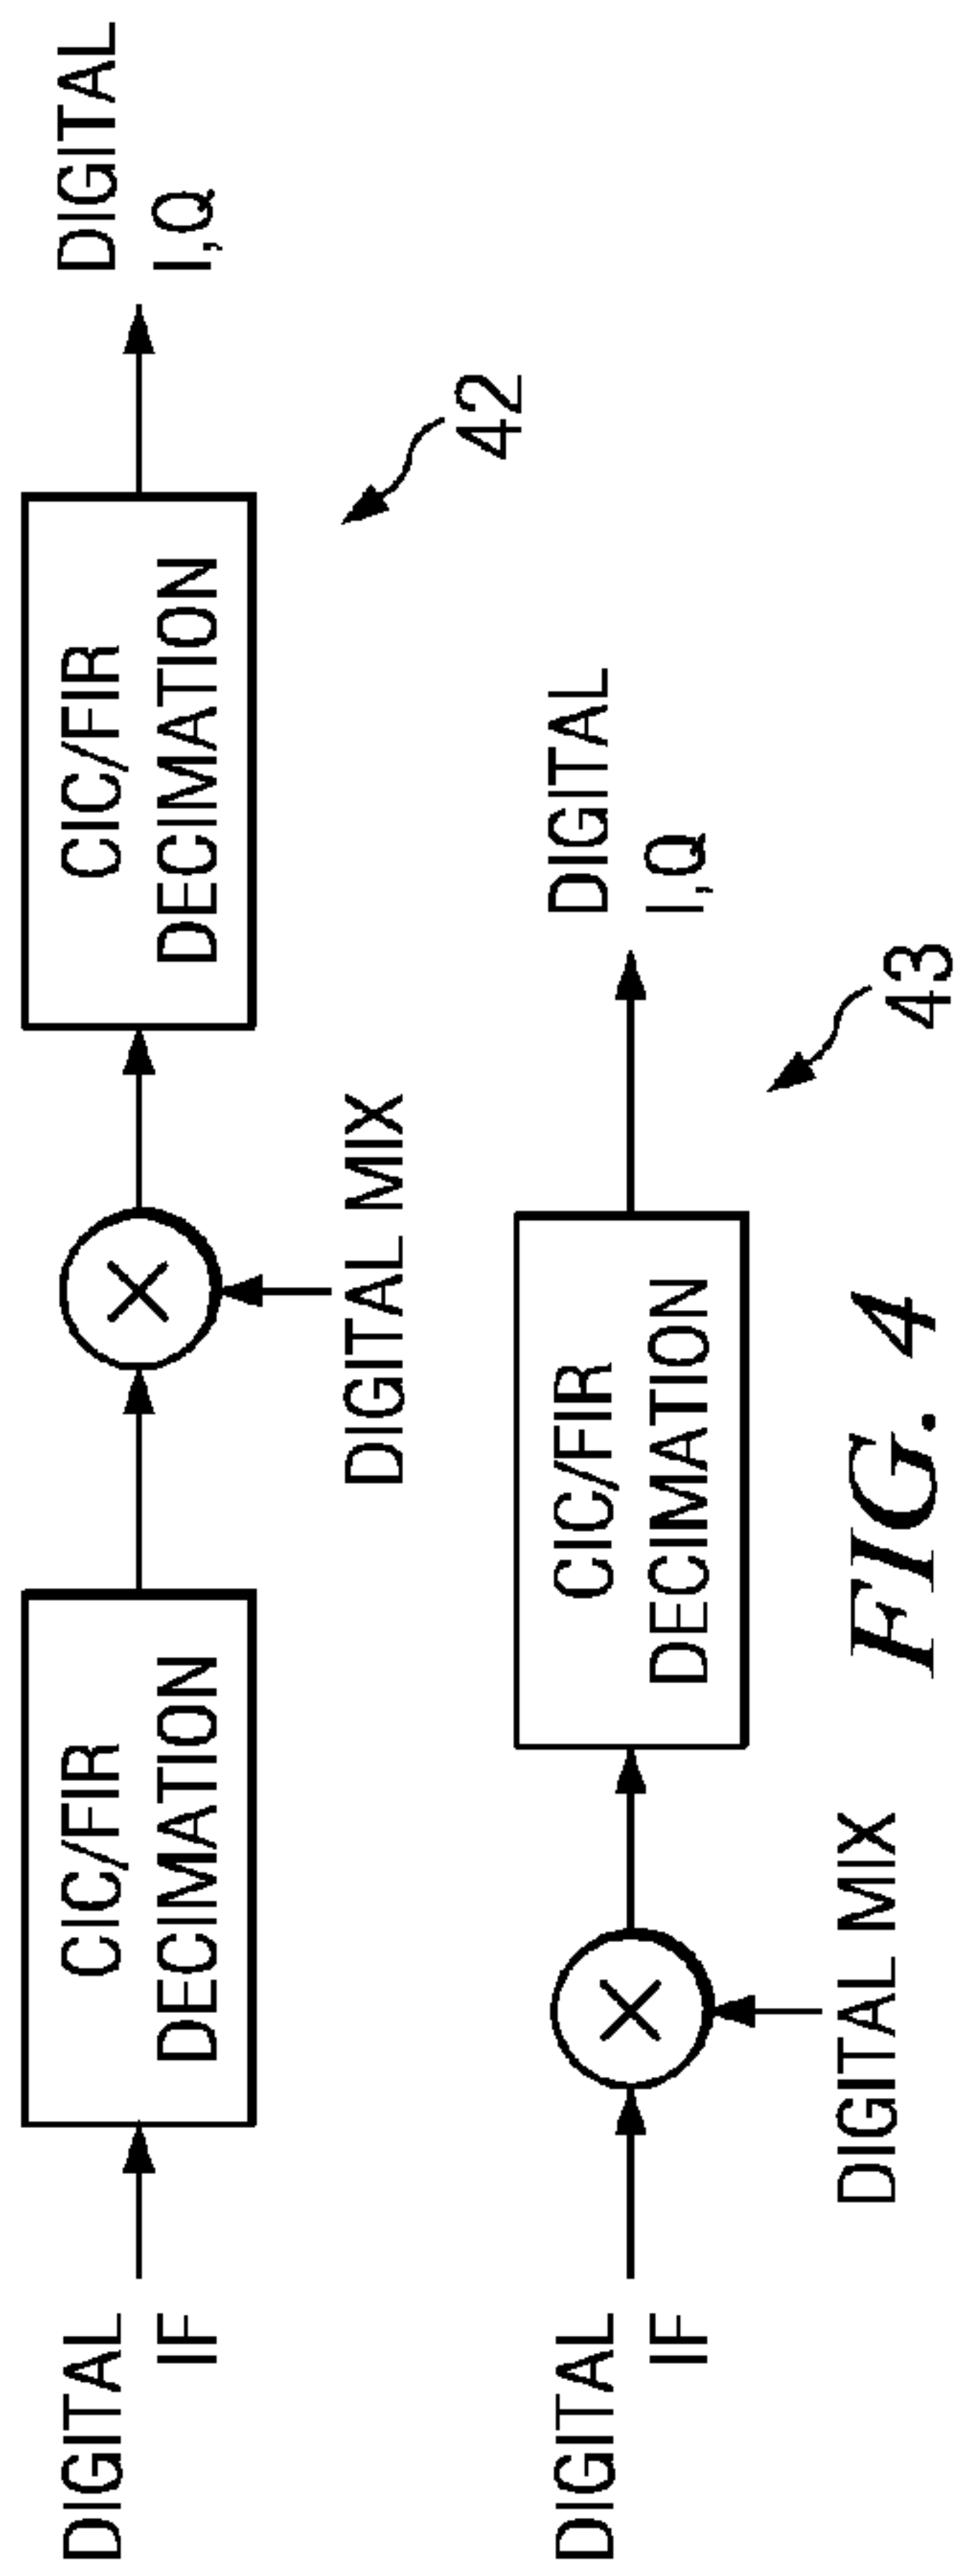 DIGITAL
IF
CIC/FIR
DECIMATION
DIGITAL MIX
CIC/FIR
DECIMATION
DIGITAL
I,Q
42
DIGITAL
IF
DIGITAL MIX
CIC/FIR
DECIMATION
DIGITAL
I,Q
43
FIG. 4